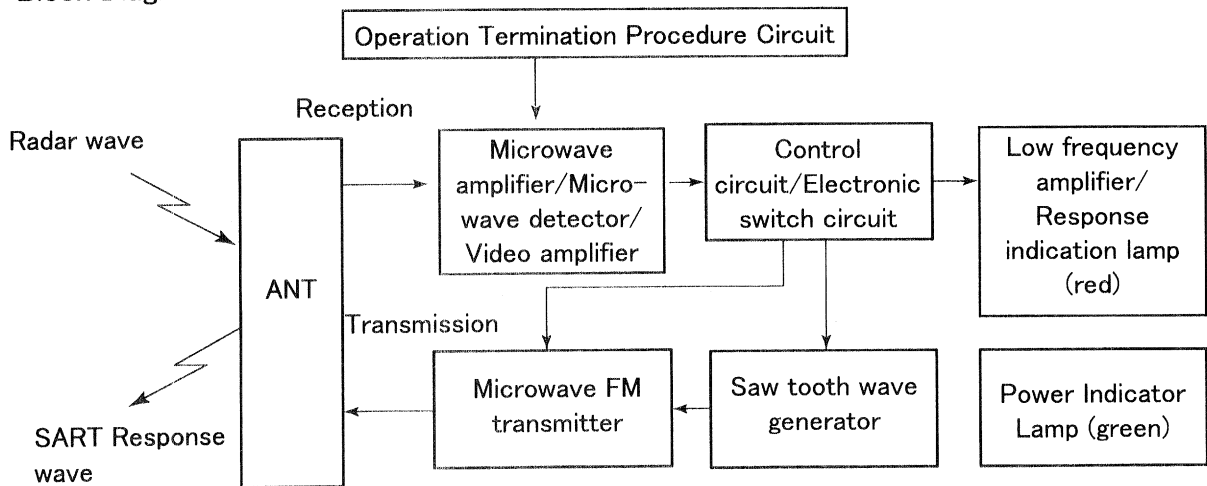 Operation Termination Procedure Circuit
Reception
Radar wave
Microwave
amplifier/Micro-
wave detector/
Video amplifier
Control
circuit/Electronic
switch circuit
Low frequency
amplifier/
Response
indication lamp
(red)
ANT
Transmission
Microwave FM
transmitter
Saw tooth wave
generator
Power Indicator
Lamp (green)
SART Response
wave